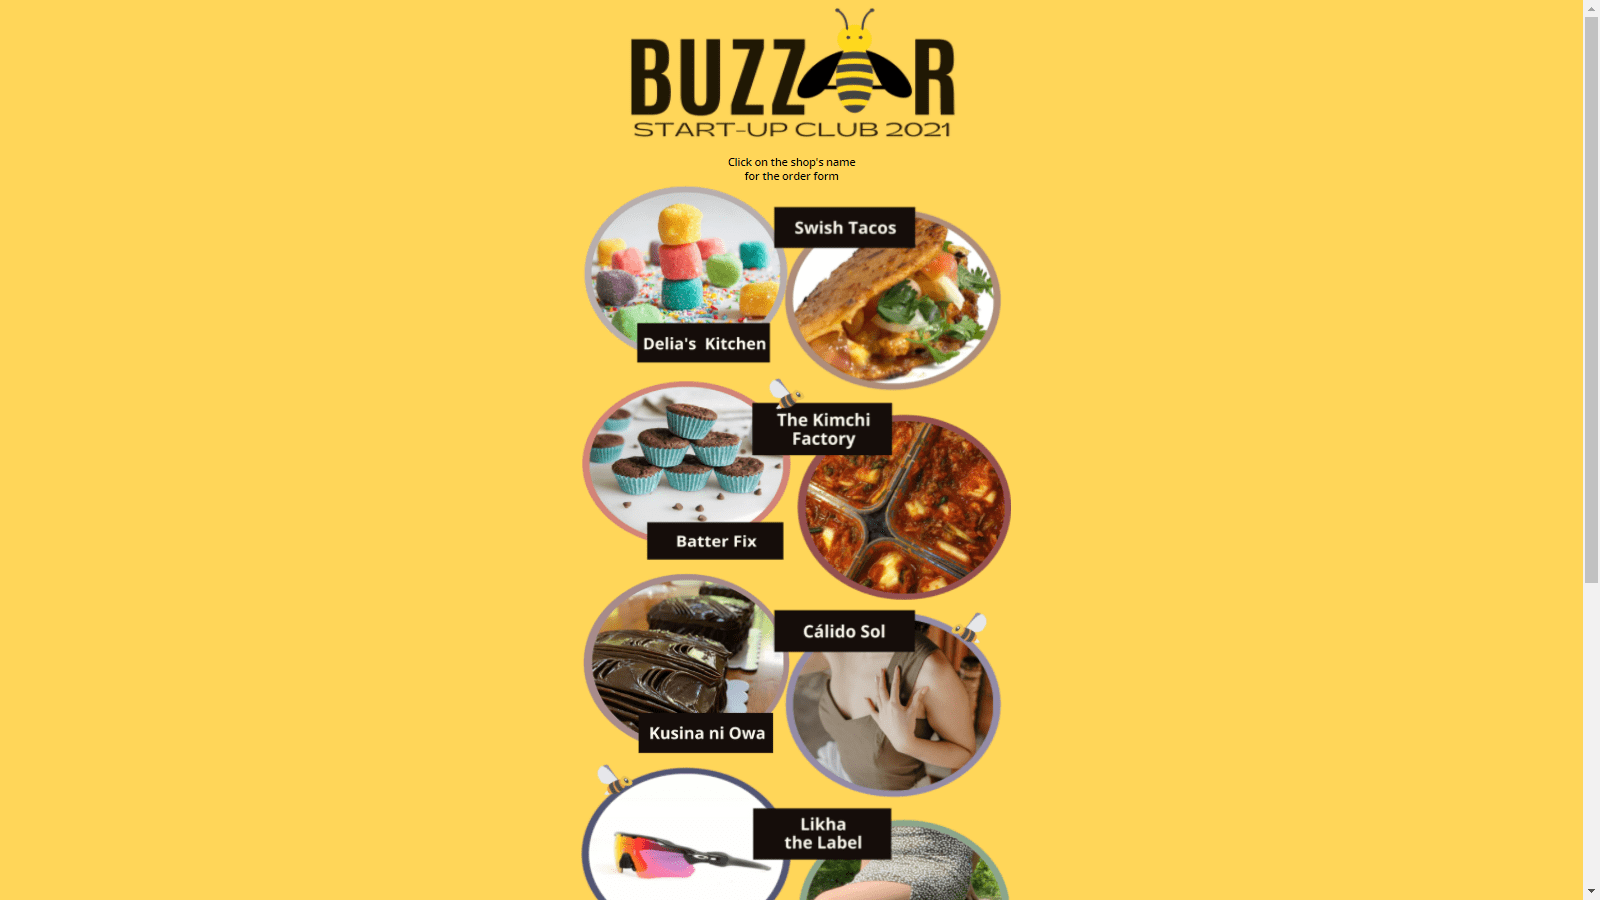 BUZZAR
START-UP CLUB 2021
Click on the shop's name
for the order form
Swish Tacos
Delia's Kitchen
The Kimchi
Factory
Batter Fix
Cálido Sol
Kusina ni Owa
Likha
the Label